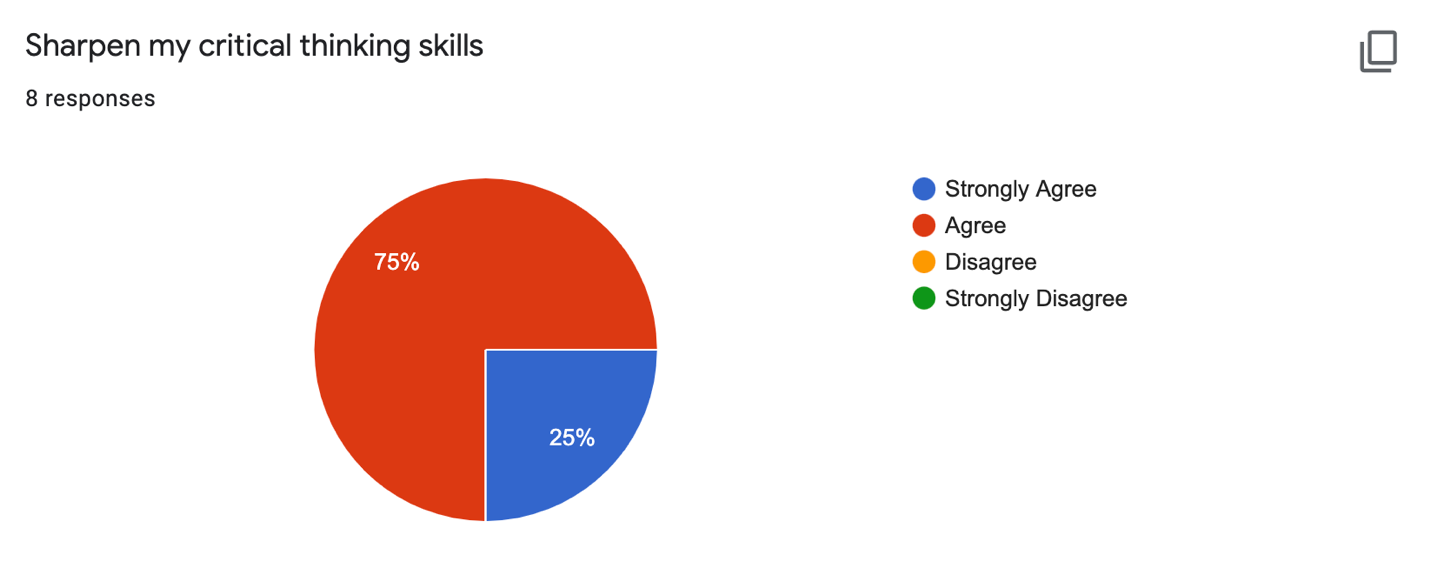 Sharpen my critical thinking skills
8 responses
75%
25%
Strongly Agree
Agree
Disagree
Strongly Disagree